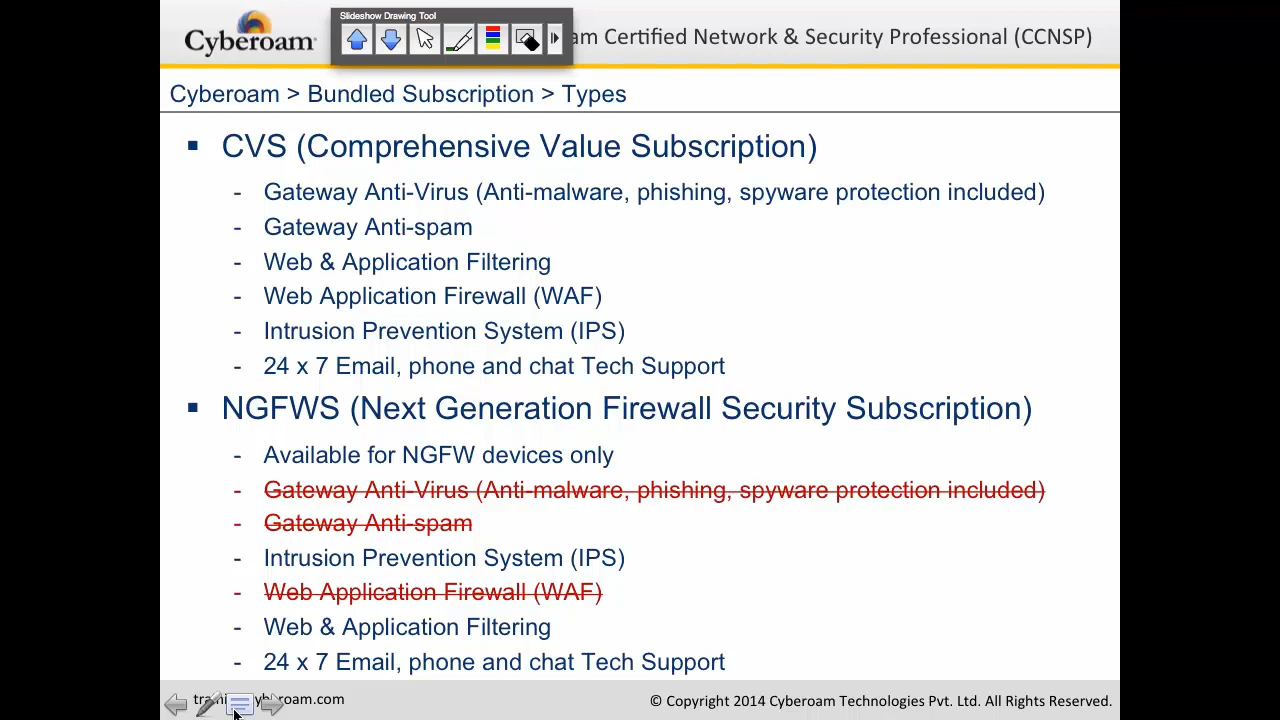 Slideshow Drawing Tool
Cyberoam
am Certified Network & Security Professional (CCNSP)
Cyberoam > Bundled Subscription > Types
▪ CVS (Comprehensive Value Subscription)
- Gateway Anti-Virus (Anti-malware, phishing, spyware protection included)
- Gateway Anti-spam
- Web & Application Filtering
- Web Application Firewall (WAF)
- Intrusion Prevention System (IPS)
- 24 x 7 Email, phone and chat Tech Support
▪ NGFWS (Next Generation Firewall Security Subscription)
- Available for NGFW devices only
- Gateway Anti-Virus (Anti-malware, phishing, spyware protection included)
- Gateway Anti-spam
- Intrusion Prevention System (IPS)
- Web Application Firewall (WAF)
- Web & Application Filtering
- 24 x 7 Email, phone and chat Tech Support
© Copyright 2014 Cyberoam Technologies Pvt. Ltd. All Rights Reserved.